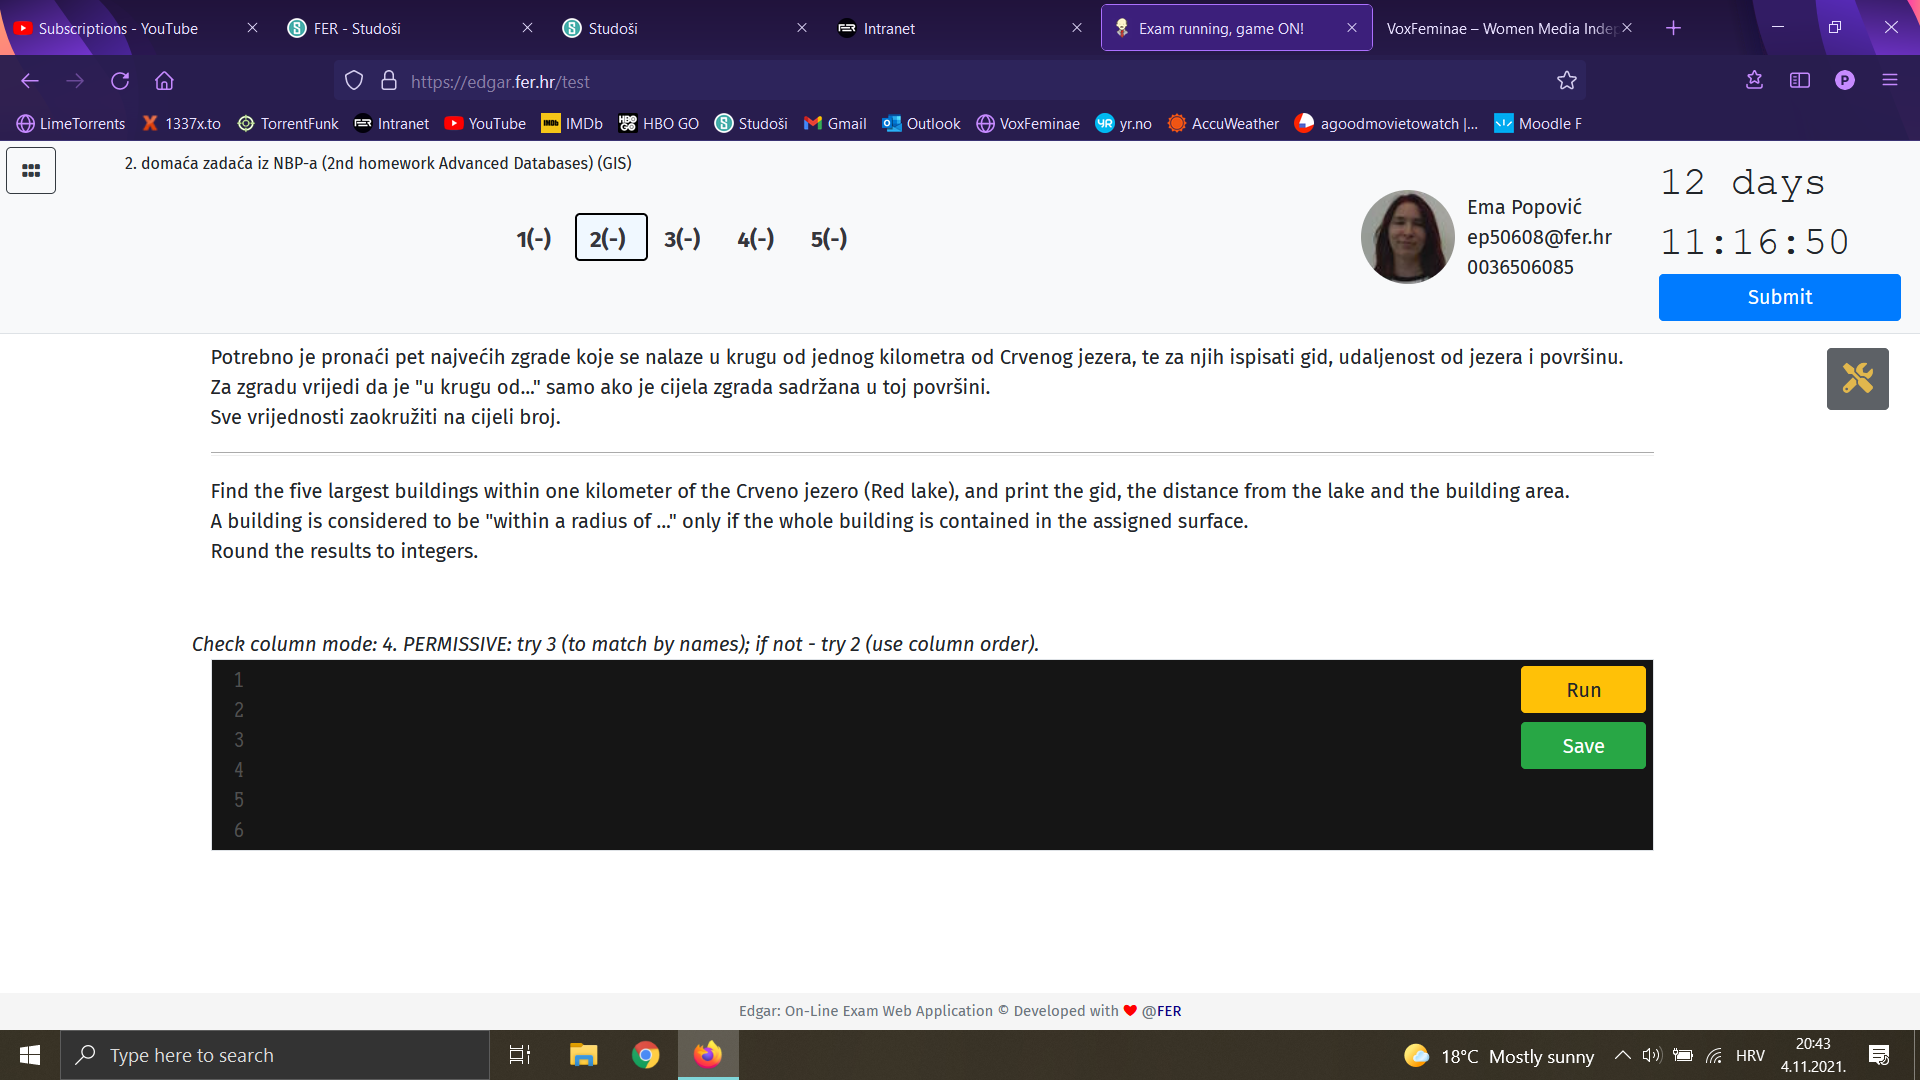 Subscriptions - YouTube
FER - Studoši
Studoši
Intranet
Exam running, game ON!
VoxFeminae – Women Media Indep
https://edgar.fer.hr/test
P
LimeTorrents
1337x.to
TorrentFunk
Intranet
YouTube
IMDb
HBO GO
Studoši
Gmail
Outlook
VoxFeminae
yr.no
AccuWeather
agoodmovietowatch |...
Moodle F
2. domaća zadaća iz NBP-a (2nd homework Advanced Databases) (GIS)
1(-) 2(-) 3(-) 4(-) 5(-)
Ema Popović
ep50608@fer.hr
0036506085
12 days
11:16:50
Submit
Potrebno je pronaći pet najvećih zgrade koje se nalaze u krugu od jednog kilometra od Crvenog jezera, te za njih ispisati gid, udaljenost od jezera i površinu.
Za zgradu vrijedi da je "u krugu od..." samo ako je cijela zgrada sadržana u toj površini.
Sve vrijednosti zaokružiti na cijeli broj.
Find the five largest buildings within one kilometer of the Crveno jezero (Red lake), and print the gid, the distance from the lake and the building area.
A building is considered to be "within a radius of ..." only if the whole building is contained in the assigned surface.
Round the results to integers.
Check column mode: 4. PERMISSIVE: try 3 (to match by names); if not - try 2 (use column order).
1
2
3
4
5
6
Run
Save
Edgar: On-Line Exam Web Application © Developed with ❤ @FER
Type here to search
18°C Mostly sunny
HRV
20:43
4.11.2021.